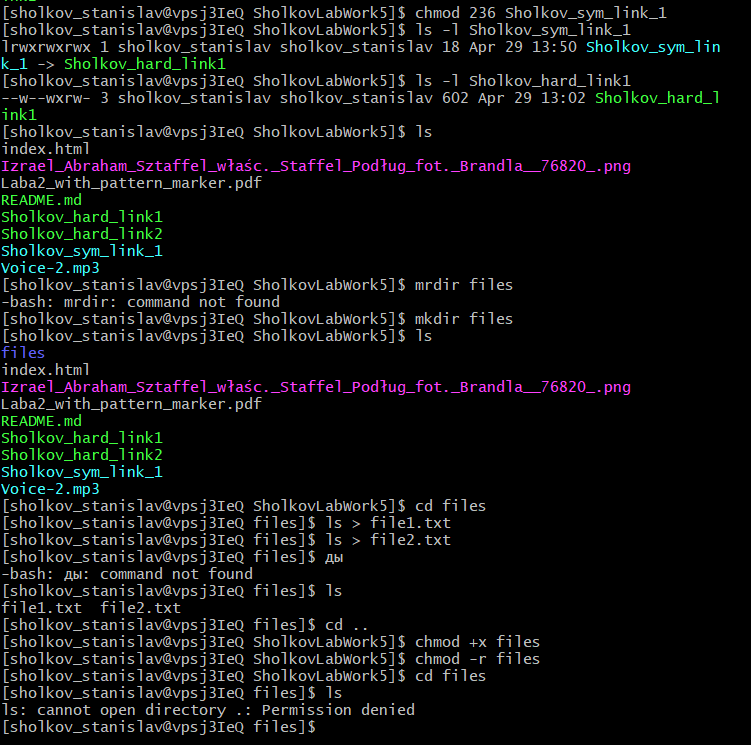 [sholkov_stanislav@vpsj3IeQ SholkovLabWork5]$ chmod 236 Sholkov_sym_link_1
[sholkov_stanislav@vpsj3IeQ SholkovLabWork5]$ ls -l Sholkov_sym_link_1
lrwxrwxrwx 1 sholkov_stanislav sholkov_stanislav 18 Apr 29 13:50 Sholkov_sym_lin
k_1 -> Sholkov_hard_link1
[sholkov_stanislav@vpsj3IeQ SholkovLabWork5]$ ls -l Sholkov_hard_link1
--w--wxrw- 3 sholkov_stanislav sholkov_stanislav 602 Apr 29 13:02 Sholkov_hard_l
ink1
[sholkov_stanislav@vpsj3IeQ SholkovLabWork5]$ ls
index.html
Izrael_Abraham_Sztaffel_właśc._Staffel_Podług_fot._Brandla__76820_.png
Laba2_with_pattern_marker.pdf
README.md
Sholkov_hard_link1
Sholkov_hard_link2
Sholkov_sym_link_1
Voice-2.mp3
[sholkov_stanislav@vpsj3IeQ SholkovLabWork5]$ mrdir files
-bash: mrdir: command not found
[sholkov_stanislav@vpsj3IeQ SholkovLabWork5]$ mkdir files
[sholkov_stanislav@vpsj3IeQ SholkovLabWork5]$ ls
files
index.html
Izrael_Abraham_Sztaffel_właśc._Staffel_Podług_fot._Brandla__76820_.png
Laba2_with_pattern_marker.pdf
README.md
Sholkov_hard_link1
Sholkov_hard_link2
Sholkov_sym_link_1
Voice-2.mp3
[sholkov_stanislav@vpsj3IeQ SholkovLabWork5]$ cd files
[sholkov_stanislav@vpsj3IeQ files]$ ls > file1.txt
[sholkov_stanislav@vpsj3IeQ files]$ ls > file2.txt
[sholkov_stanislav@vpsj3IeQ files]$ ды
-bash: ды: command not found
[sholkov_stanislav@vpsj3IeQ files]$ ls
file1.txt  file2.txt
[sholkov_stanislav@vpsj3IeQ files]$ cd ..
[sholkov_stanislav@vpsj3IeQ SholkovLabWork5]$ chmod +x files
[sholkov_stanislav@vpsj3IeQ SholkovLabWork5]$ chmod -r files
[sholkov_stanislav@vpsj3IeQ SholkovLabWork5]$ cd files
[sholkov_stanislav@vpsj3IeQ files]$ ls
ls: cannot open directory .: Permission denied
[sholkov_stanislav@vpsj3IeQ files]$